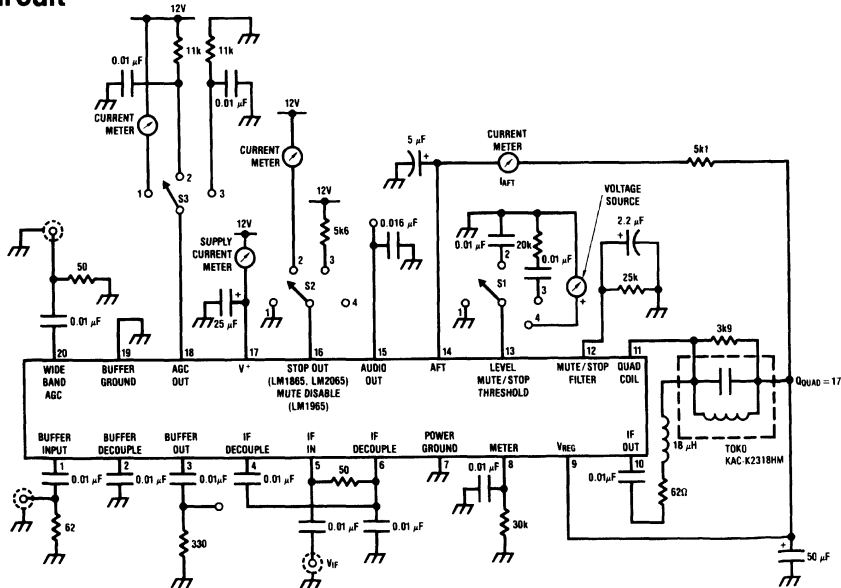 ircuit
12V
11k
11k
0.01 µF
0.01 µF
CURRENT
METER
1
2
S3
3
12V
CURRENT
METER
12V
5k6
2
3
S2
1
4
12V
SUPPLY
CURRENT
METER
+
25 µF
0.016 µF
5 µF
+
CURRENT
METER
IAFT
5k1
VOLTAGE
SOURCE
+
0.01 µF
20k
0.01 µF
2
S1
3
1
4
2.2 µF
+
25k
3k9
50
0.01 µF
20
19
18
17
16
15
14
13
12
11
WIDE
BAND
AGC
BUFFER
GROUND
AGC
OUT
V+
STOP OUT
(LM1865, LM2065)
MUTE DISABLE
(LM1965)
AUDIO
OUT
AFT
LEVEL
MUTE/STOP
THRESHOLD
MUTE/STOP
FILTER
QUAD
COIL
QQUAD = 17
TOKO
KAC-K2318HM
18 µH
62Ω
BUFFER
INPUT
BUFFER
DECOUPLE
BUFFER
OUT
IF
DECOUPLE
IF
IN
IF
DECOUPLE
POWER
GROUND
METER
VREG
IF
OUT
1
2
3
4
5
6
7
8
9
10
0.01 µF
0.01 µF
0.01 µF
0.01 µF
50
0.01 µF
0.01 µF
62
330
0.01 µF
0.01 µF
VIF
30k
+
50 µF